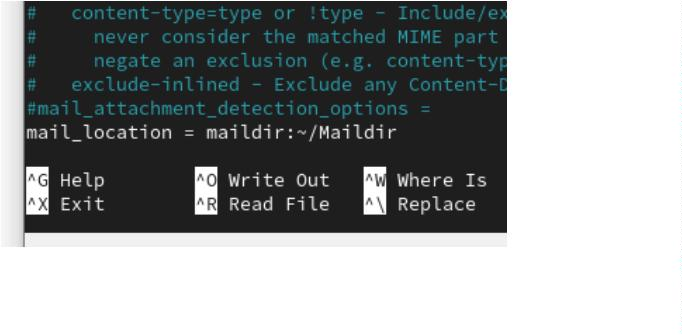 #   content-type=type or !type - Include/ex
#     never consider the matched MIME part
#     negate an exclusion (e.g. content-typ
#   exclude-inlined - Exclude any Content-D
#mail_attachment_detection_options =
mail_location = maildir:~/Maildir
^G Help ^O Write Out ^W Where Is
^X Exit ^R Read File ^\ Replace